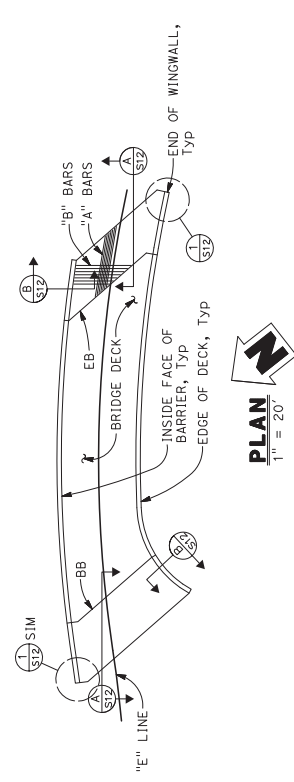 "B" BARS
"A" BARS
B
S12
A
S12
END OF WINGWALL,
Typ
EB
BRIDGE DECK
1
S12
INSIDE FACE OF
BARRIER, Typ
EDGE OF DECK, Typ
BB
B
S12
1
S12
SIM
A
S12
"E" LINE
N
PLAN
1" = 20'